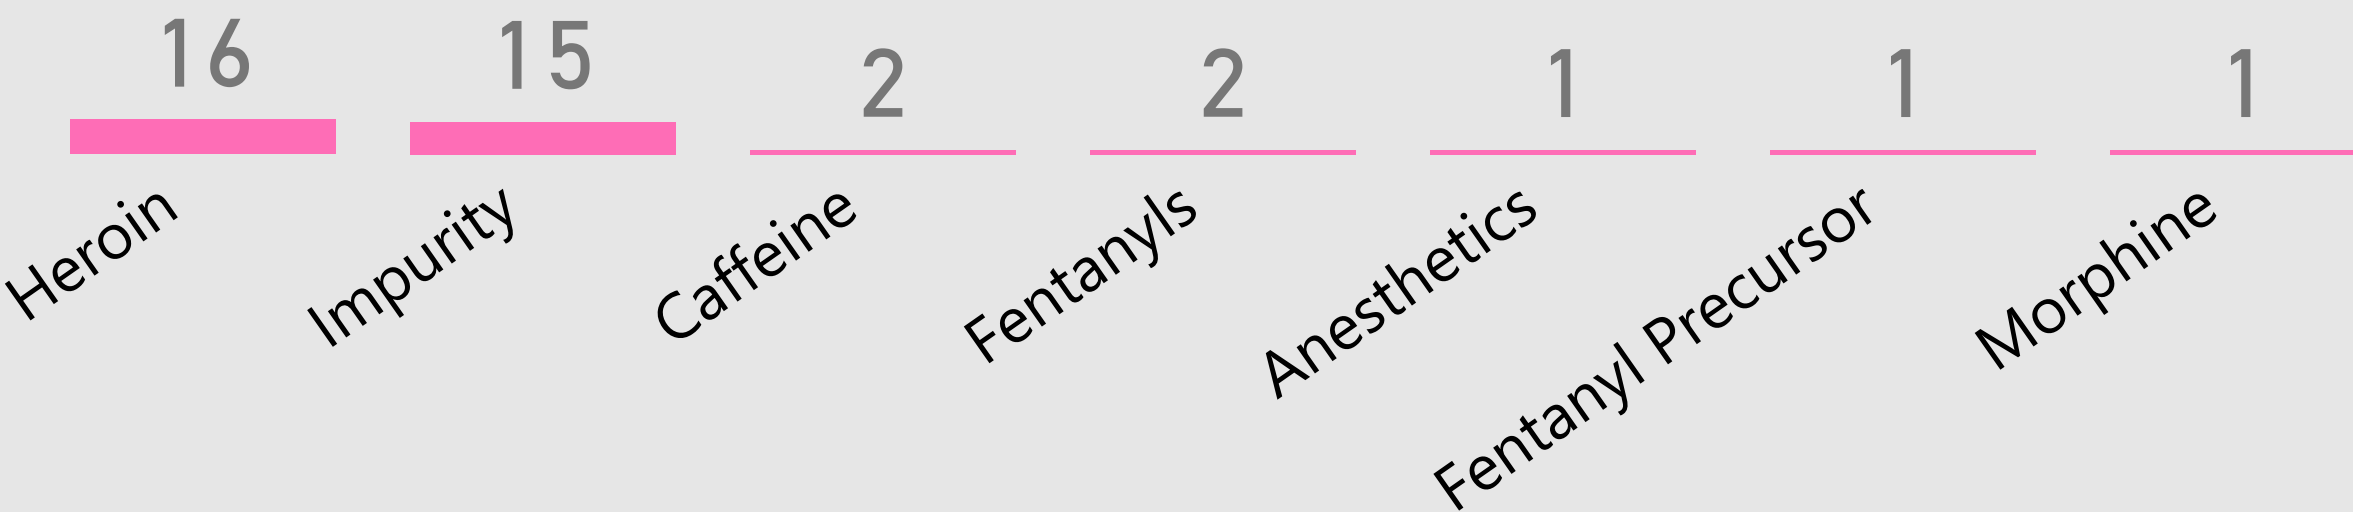 16
15
2
2
1
1
1
Heroin
Impurity
Caffeine
Fentanyls
Anesthetics
Fentanyl Precursor
Morphine